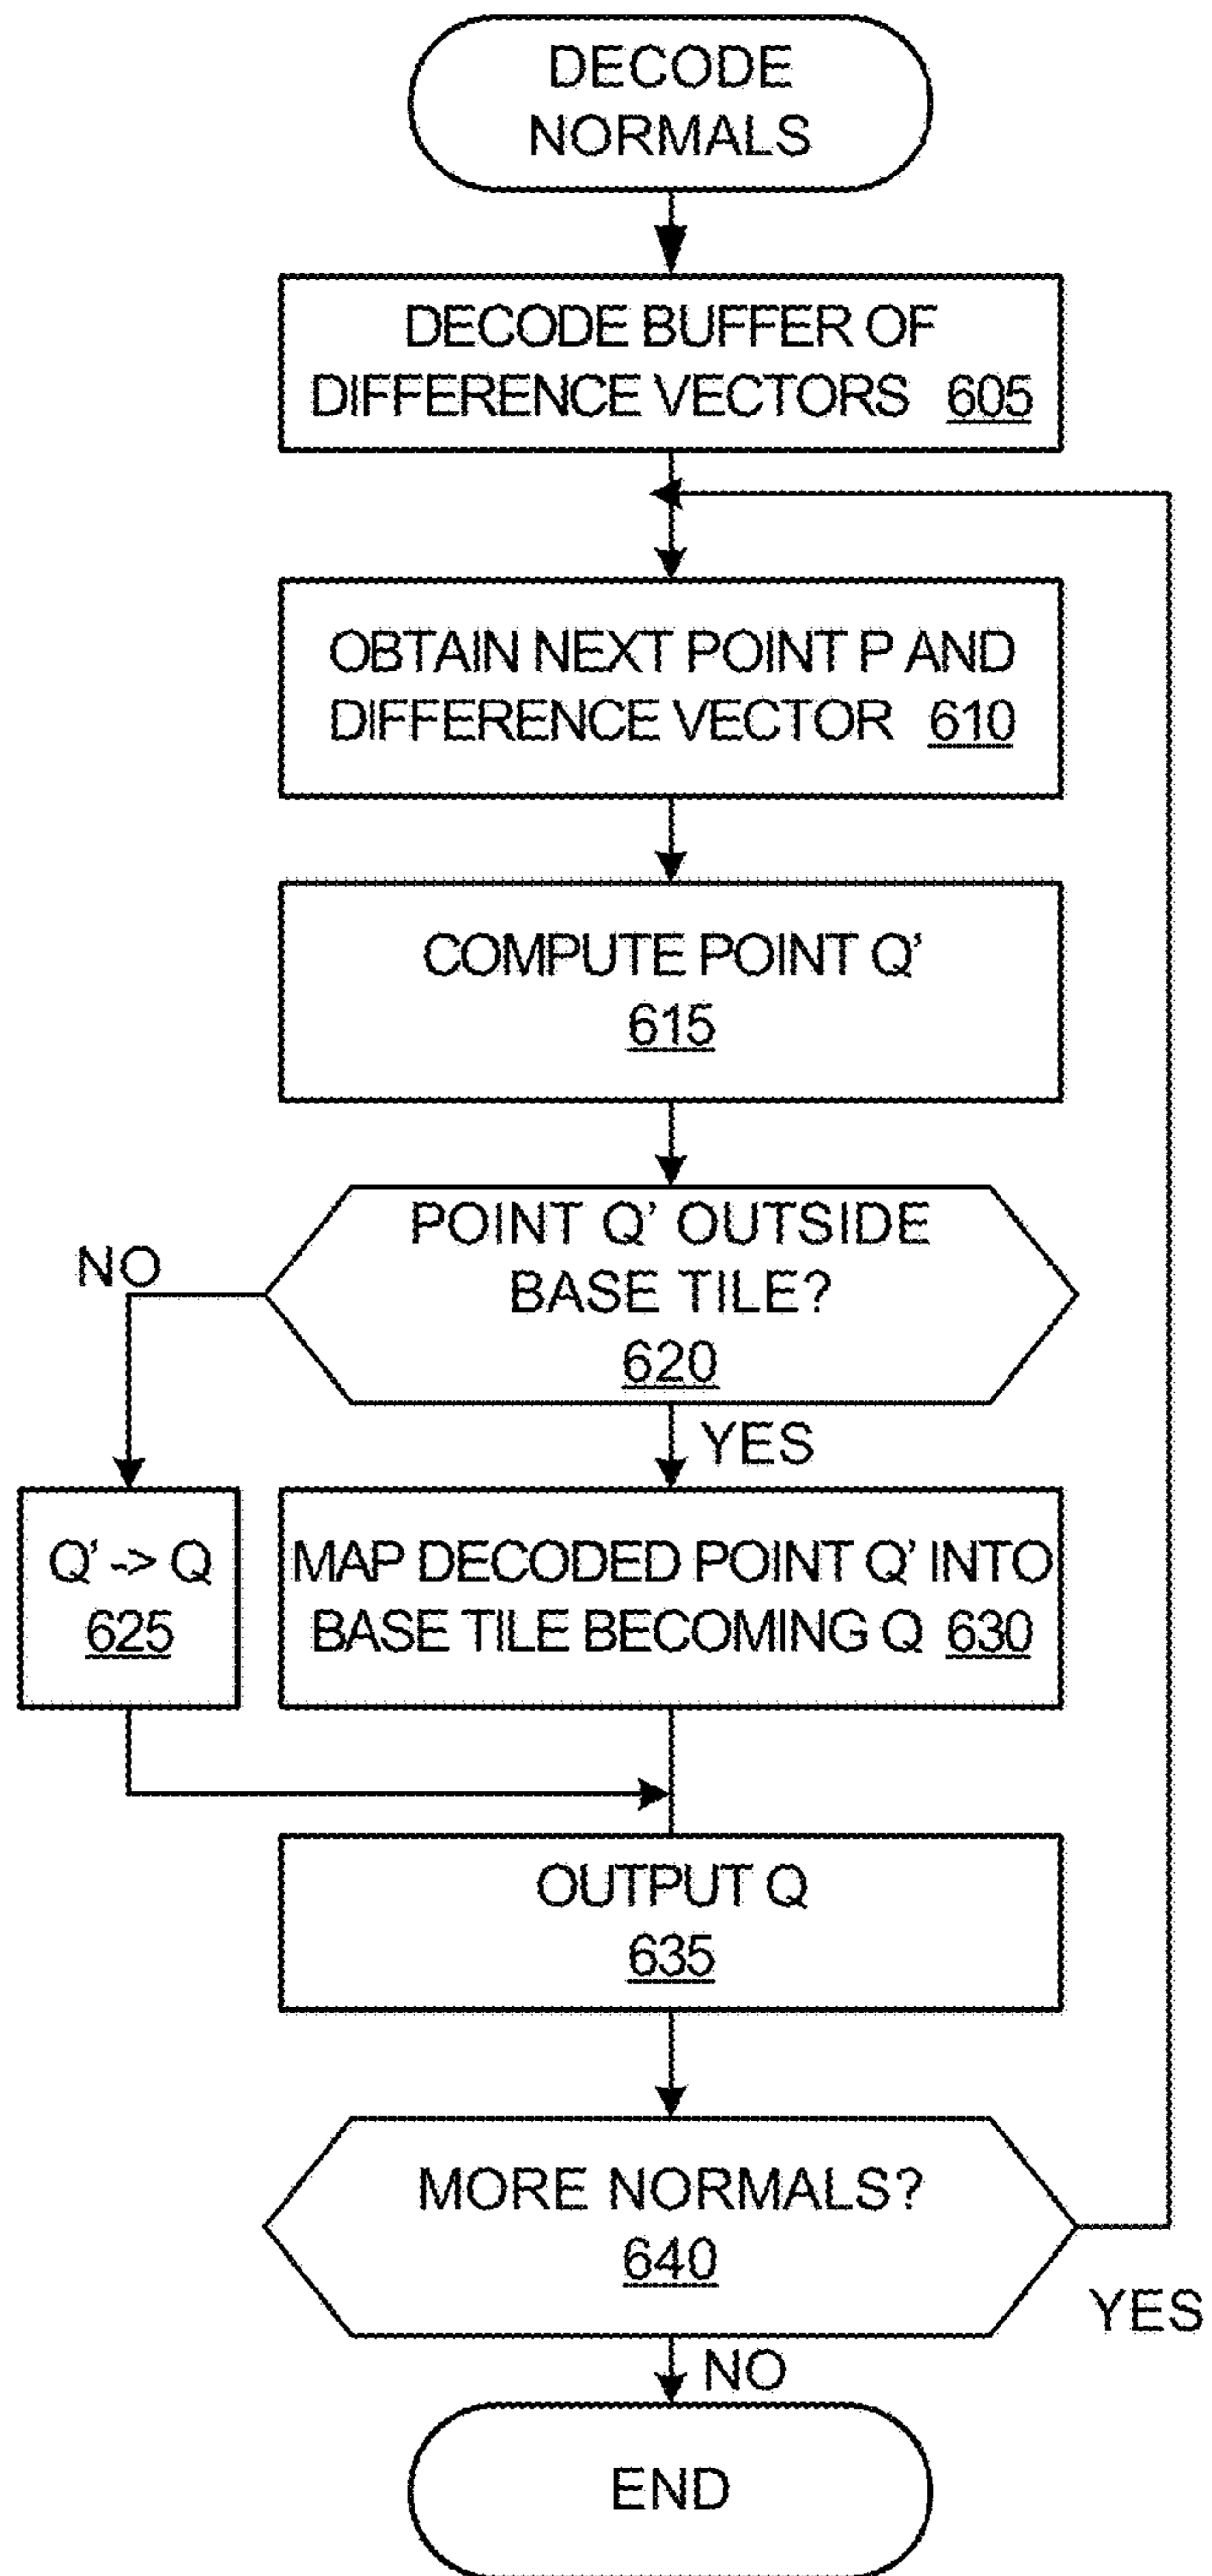 DECODE
NORMALS
DECODE BUFFER OF
DIFFERENCE VECTORS 605
OBTAIN NEXT POINT P AND
DIFFERENCE VECTOR 610
COMPUTE POINT Q'
615
POINT Q' OUTSIDE
BASE TILE?
620
NO
YES
Q' -> Q
625
MAP DECODED POINT Q' INTO
BASE TILE BECOMING Q 630
OUTPUT Q
635
MORE NORMALS?
640
YES
NO
END